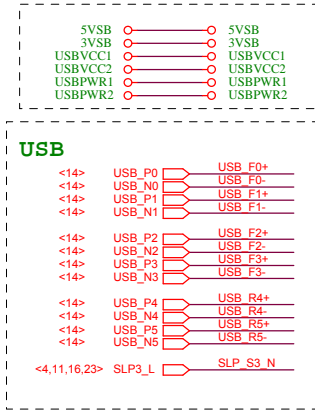 5VSB 5VSB
3VSB 3VSB
USBVCC1 USBVCC1
USBVCC2 USBVCC2
USBPWR1 USBPWR1
USBPWR2 USBPWR2
USB
<14> USB_P0 USB_F0+
<14> USB_N0 USB_F0-
<14> USB_P1 USB_F1+
<14> USB_N1 USB_F1-
<14> USB_P2 USB_F2+
<14> USB_N2 USB_F2-
<14> USB_P3 USB_F3+
<14> USB_N3 USB_F3-
<14> USB_P4 USB_R4+
<14> USB_N4 USB_R4-
<14> USB_P5 USB_R5+
<14> USB_N5 USB_R5-
<4,11,16,23> SLP3_L SLP_S3_N